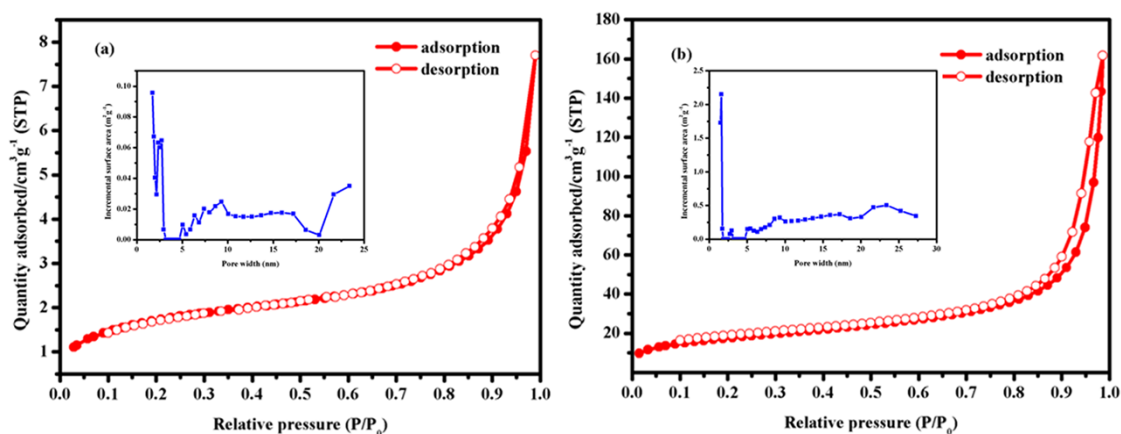 (a)
adsorption
desorption
Quantity adsorbed/cm³g⁻¹ (STP)
8
7
6
5
4
3
2
1
0.0 0.1 0.2 0.3 0.4 0.5 0.6 0.7 0.8 0.9 1.0
Relative pressure (P/P₀)
Incremental surface area (m²g⁻¹)
0.10
0.08
0.06
0.04
0.02
0.00
0 5 10 15 20 25
Pore width (nm)
(b)
adsorption
desorption
Quantity adsorbed/cm³g⁻¹ (STP)
180
160
140
120
100
80
60
40
20
0.0 0.1 0.2 0.3 0.4 0.5 0.6 0.7 0.8 0.9 1.0
Relative pressure (P/P₀)
Incremental surface area (m²g⁻¹)
2.5
2.0
1.5
1.0
0.5
0.0
0 5 10 15 20 25 30
Pore width (nm)